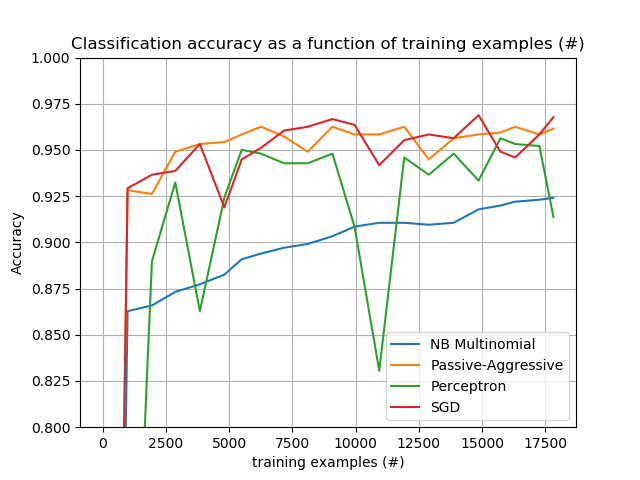 Classification accuracy as a function of training examples (#)
1.000
0.975
0.950
0.925
0.900
0.875
0.850
0.825
0.800
Accuracy
NB Multinomial
Passive-Aggressive
Perceptron
SGD
0 2500 5000 7500 10000 12500 15000 17500
training examples (#)